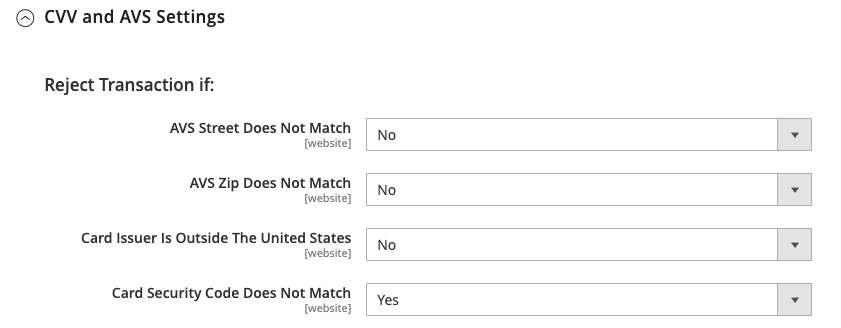 CVV and AVS Settings
Reject Transaction if:
AVS Street Does Not Match
[website]
No
AVS Zip Does Not Match
[website]
No
Card Issuer Is Outside The United States
[website]
No
Card Security Code Does Not Match
[website]
Yes